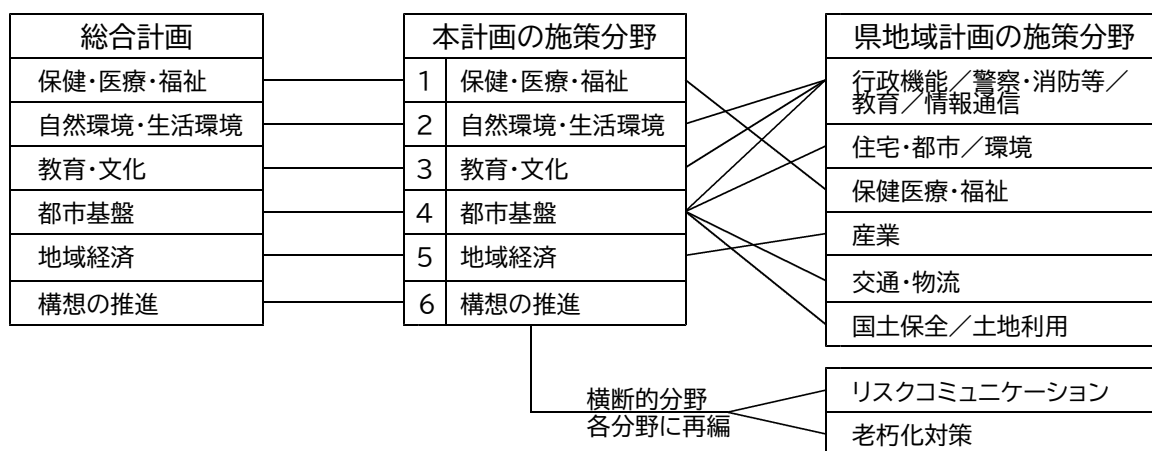 総合計画
保健・医療・福祉
自然環境・生活環境
教育・文化
都市基盤
地域経済
構想の推進
本計画の施策分野
1 保健・医療・福祉
2 自然環境・生活環境
3 教育・文化
4 都市基盤
5 地域経済
6 構想の推進
県地域計画の施策分野
行政機能／警察・消防等／
教育／情報通信
住宅・都市／環境
保健医療・福祉
産業
交通・物流
国土保全／土地利用
横断的分野
各分野に再編
リスクコミュニケーション
老朽化対策